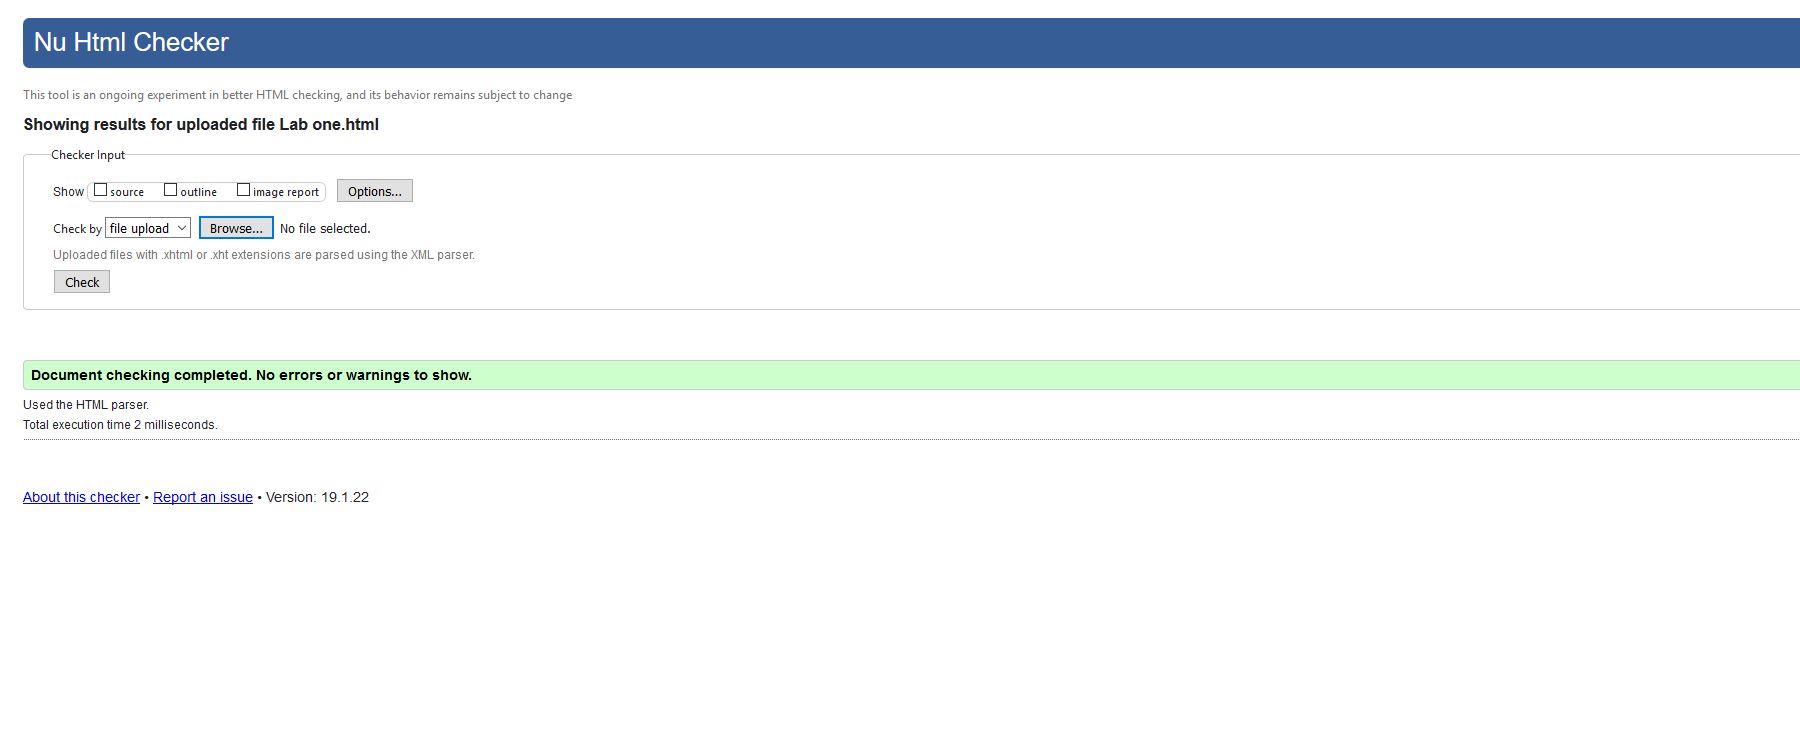 Nu Html Checker
This tool is an ongoing experiment in better HTML checking, and its behavior remains subject to change
Showing results for uploaded file Lab one.html
Checker Input
Show source outline image report Options...
Check by file upload Browse... No file selected.
Uploaded files with .xhtml or .xht extensions are parsed using the XML parser.
Check
Document checking completed. No errors or warnings to show.
Used the HTML parser.
Total execution time 2 milliseconds.
About this checker • Report an issue • Version: 19.1.22